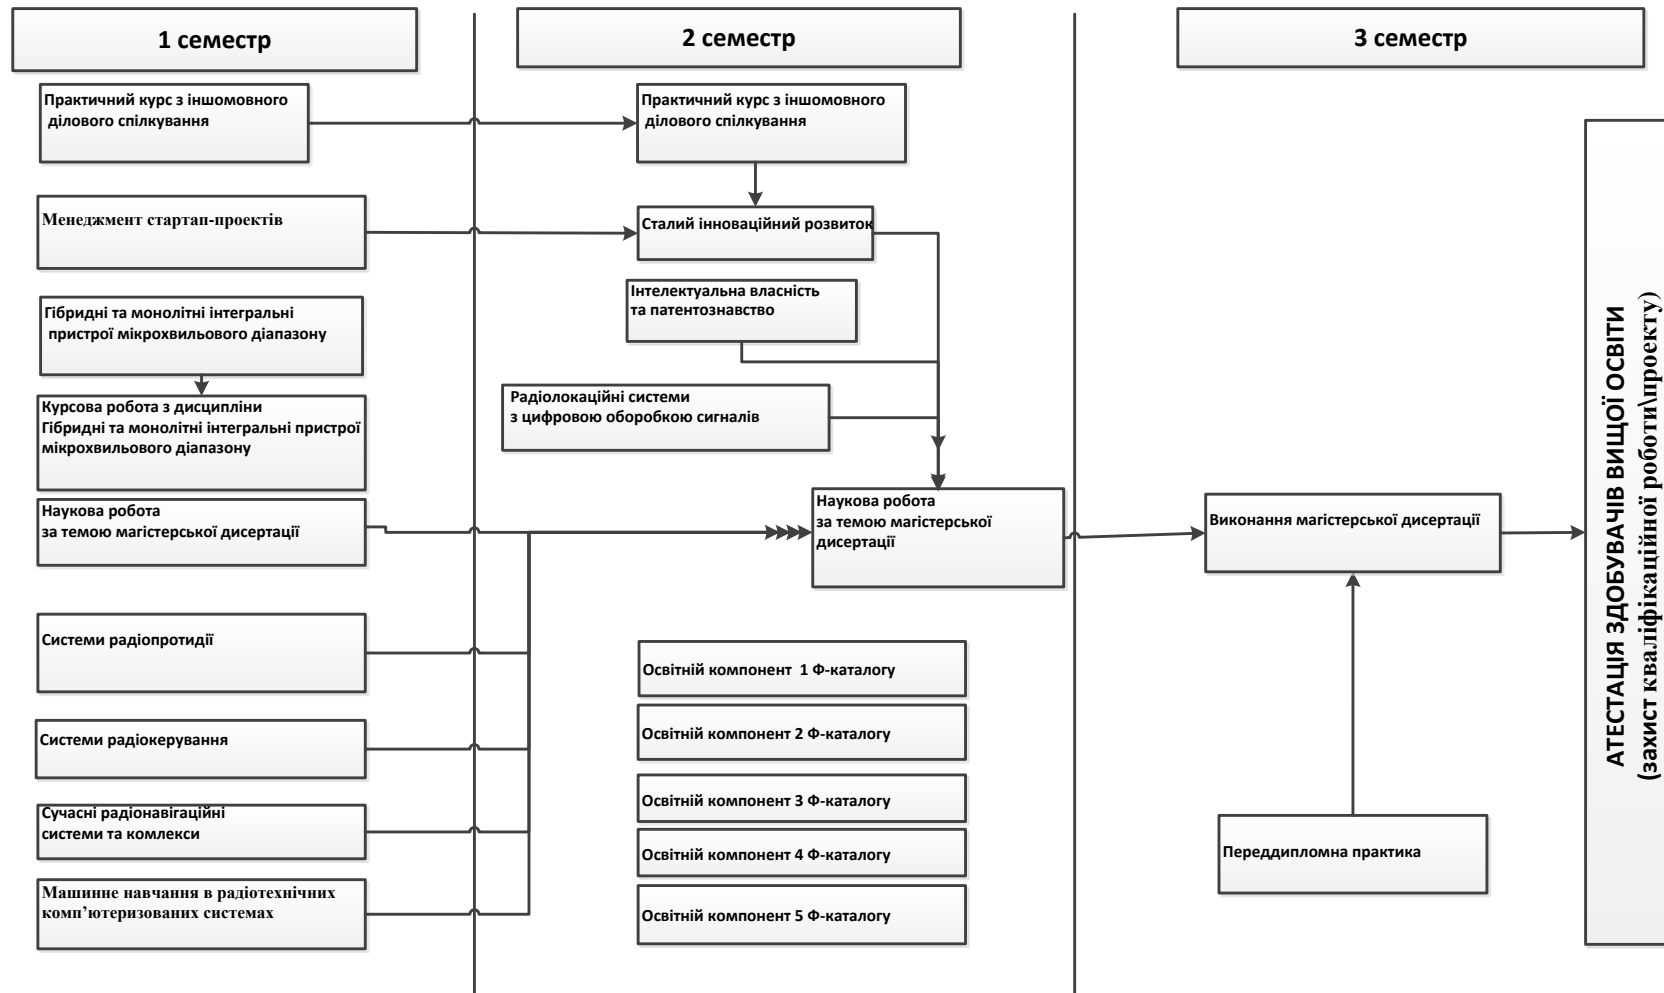 1 семестр
2 семестр
3 семестр
Практичний курс з іншомовного
ділового спілкування
Менеджмент стартап-проектів
Гібридні та монолітні інтегральні
пристрої мікрохвильового діапазону
Курсова робота з дисципліни
Гібридні та монолітні інтегральні пристрої
мікрохвильового діапазону
Наукова робота
за темою магістерської дисертації
Системи радіопротидії
Системи радіокерування
Сучасні радіонавігаційні
системи та комлекси
Машинне навчання в радіотехнічних
комп’ютеризованих системах
Практичний курс з іншомовного
ділового спілкування
Сталий інноваційний розвиток
Інтелектуальна власність
та патентознавство
Радіолокаційні системи
з цифровою оборобкою сигналів
Наукова робота
за темою магістерської
дисертації
Освітній компонент 1 Ф-каталогу
Освітній компонент 2 Ф-каталогу
Освітній компонент 3 Ф-каталогу
Освітній компонент 4 Ф-каталогу
Освітній компонент 5 Ф-каталогу
Виконання магістерської дисертації
Переддипломна практика
АТЕСТАЦІЯ ЗДОБУВАЧІВ ВИЩОЇ ОСВІТИ
(захист кваліфікаційної роботи\проекту)